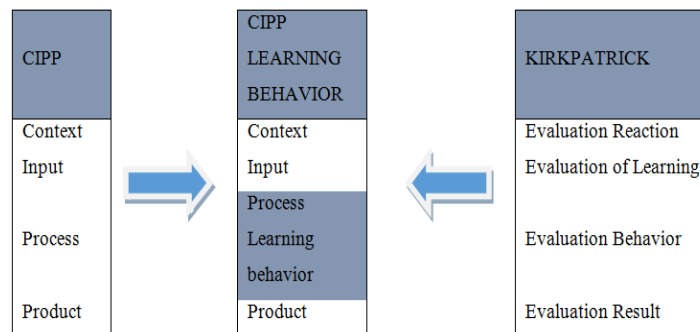 CIPP
Context
Input
Process
Product
CIPP
LEARNING
BEHAVIOR
Context
Input
Process
Learning
behavior
Product
KIRKPATRICK
Evaluation Reaction
Evaluation of Learning
Evaluation Behavior
Evaluation Result